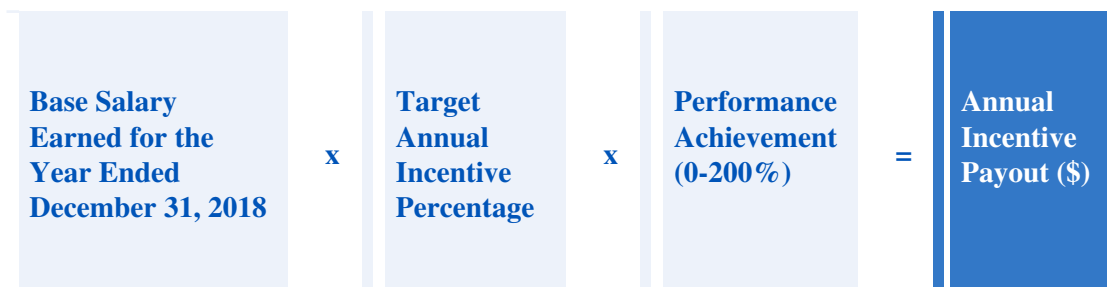 Base Salary
Earned for the
Year Ended
December 31, 2018
x
Target
Annual
Incentive
Percentage
x
Performance
Achievement
(0-200%)
=
Annual
Incentive
Payout ($)